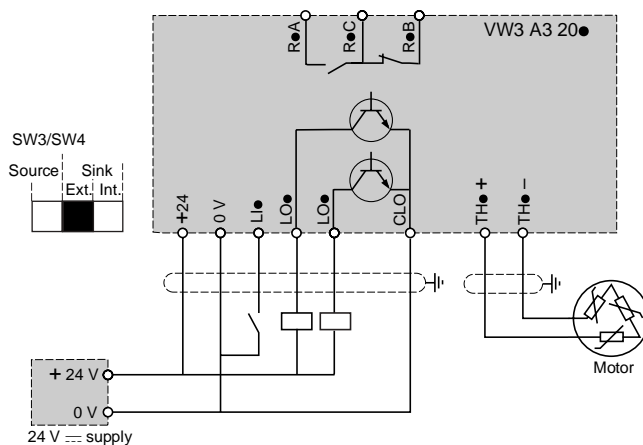 R●A
R●C
R●B
VW3 A3 20●
SW3/SW4
Source
Sink
Ext.
Int.
+24
0 V
LI●
LO●
LO●
CLO
TH●+
TH●−
Motor
+ 24 V
0 V
24 V ⎓ supply